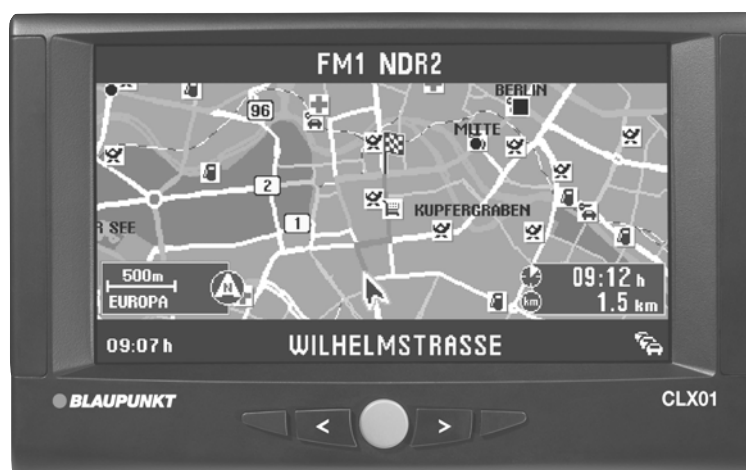 FM1 NDR2
BERLIN
96
MITTE
2
KUPFERGRABEN
1
R SEE
500m
09:12 h
N
EUROPA
km
1.5 km
09:07 h
WILHELMSTRASSE
BLAUPUNKT
CLX01
< >